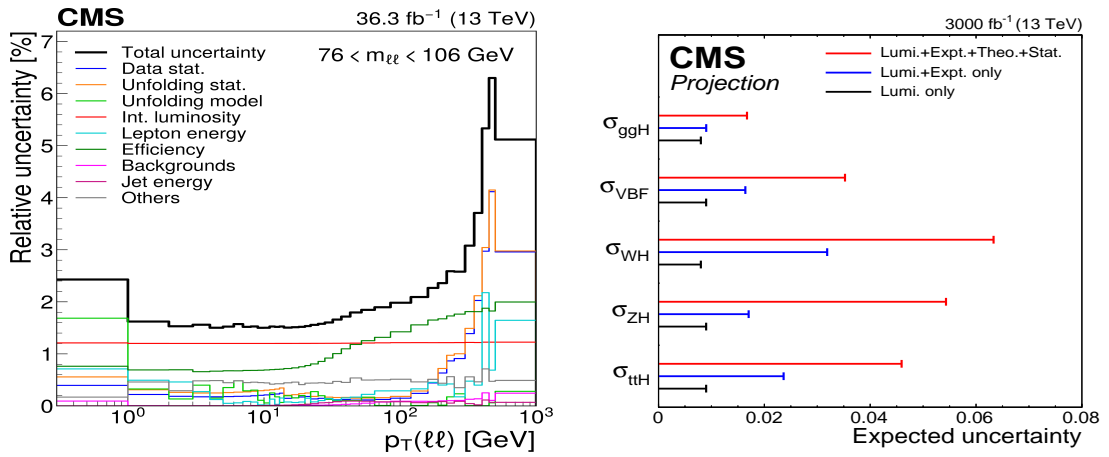 CMS
36.3 fb⁻¹ (13 TeV)
Relative uncertainty [%]
7
6
5
4
3
2
1
0
76 < mℓℓ < 106 GeV
Total uncertainty
Data stat.
Unfolding stat.
Unfolding model
Int. luminosity
Lepton energy
Efficiency
Backgrounds
Jet energy
Others
10⁰
10¹
10²
10³
pT(ℓℓ) [GeV]
3000 fb⁻¹ (13 TeV)
CMS
Projection
Lumi.+Expt.+Theo.+Stat.
Lumi.+Expt. only
Lumi. only
σggH
σVBF
σWH
σZH
σttH
0
0.02
0.04
0.06
0.08
Expected uncertainty